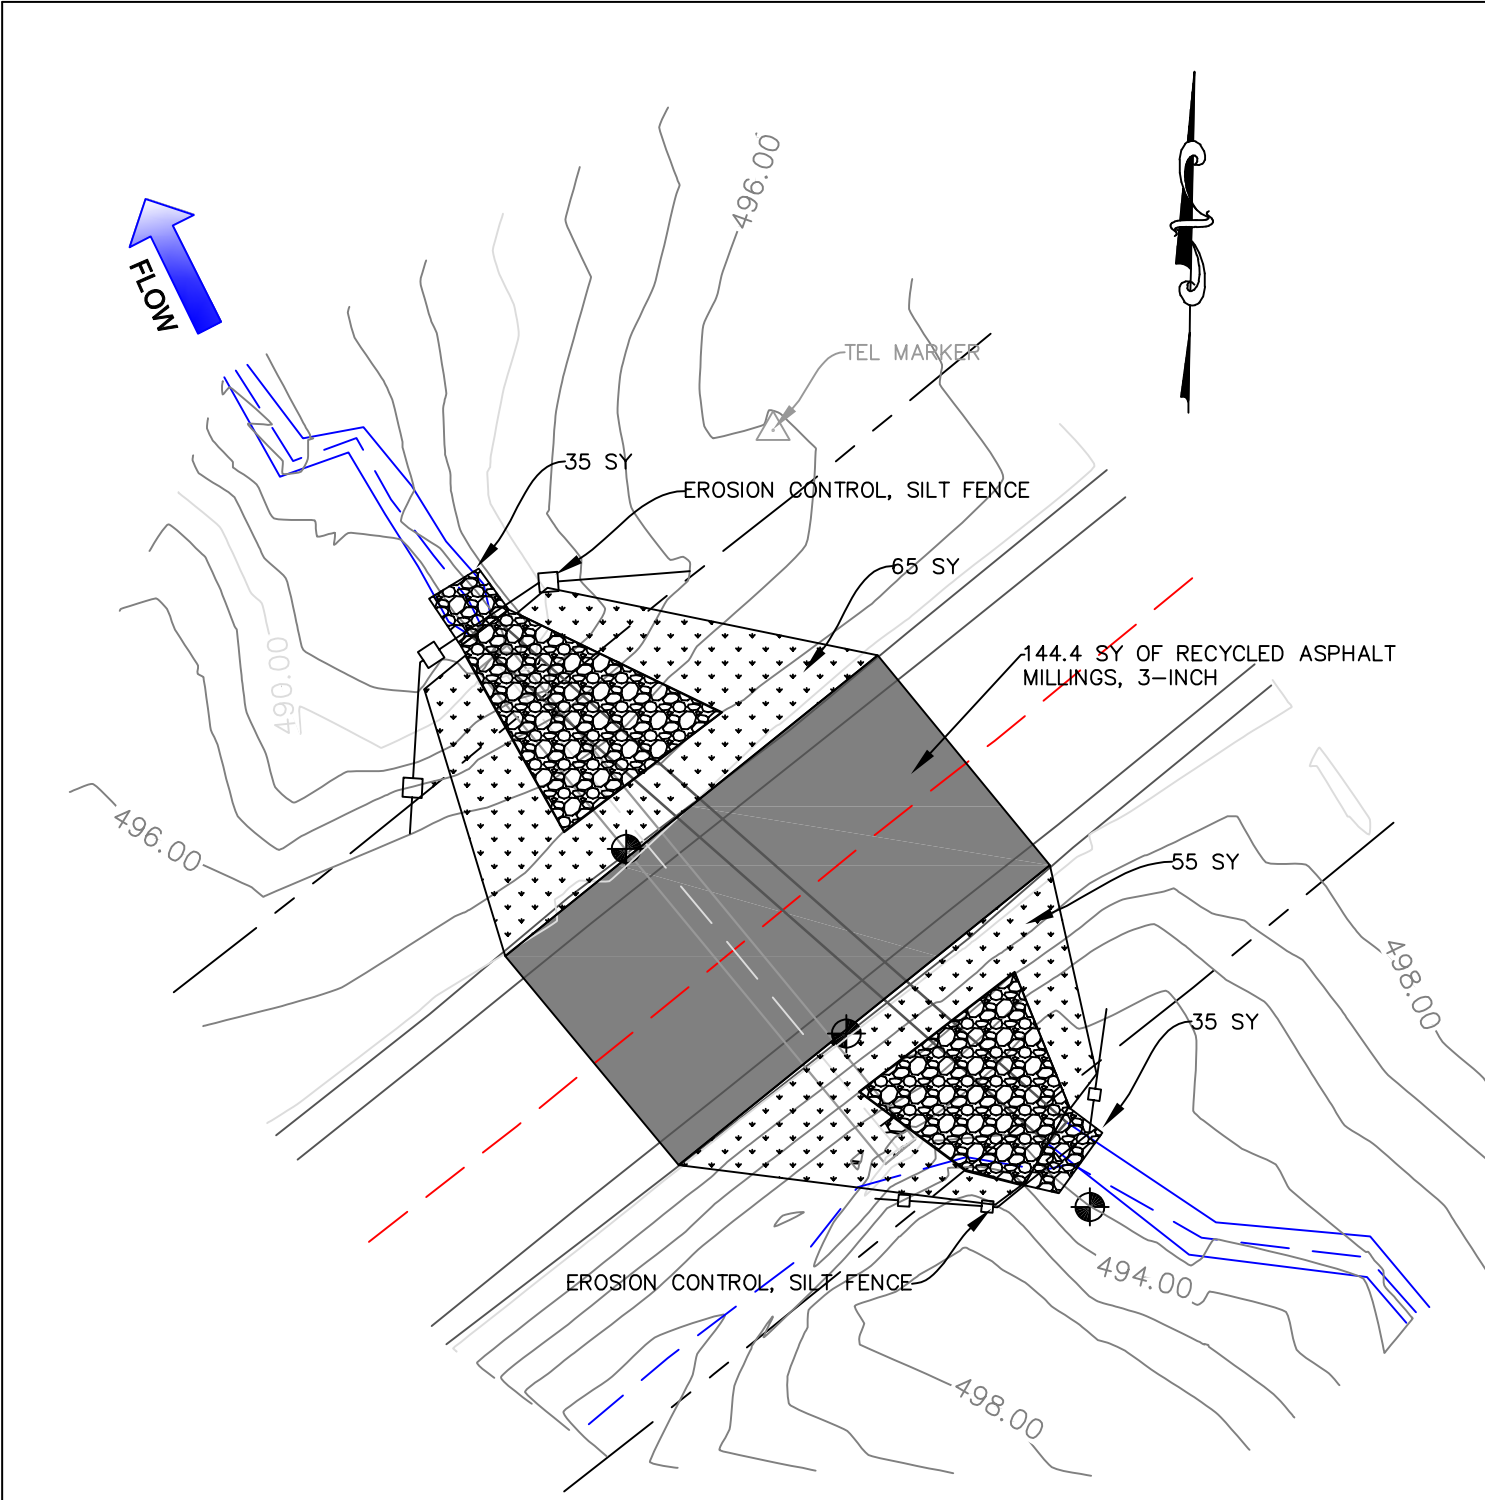 496.00
FLOW
TEL MARKER
35 SY
EROSION CONTROL, SILT FENCE
65 SY
144.4 SY OF RECYCLED ASPHALT
MILLINGS, 3-INCH
490.00
496.00
55 SY
498.00
35 SY
494.00
EROSION CONTROL, SILT FENCE
498.00